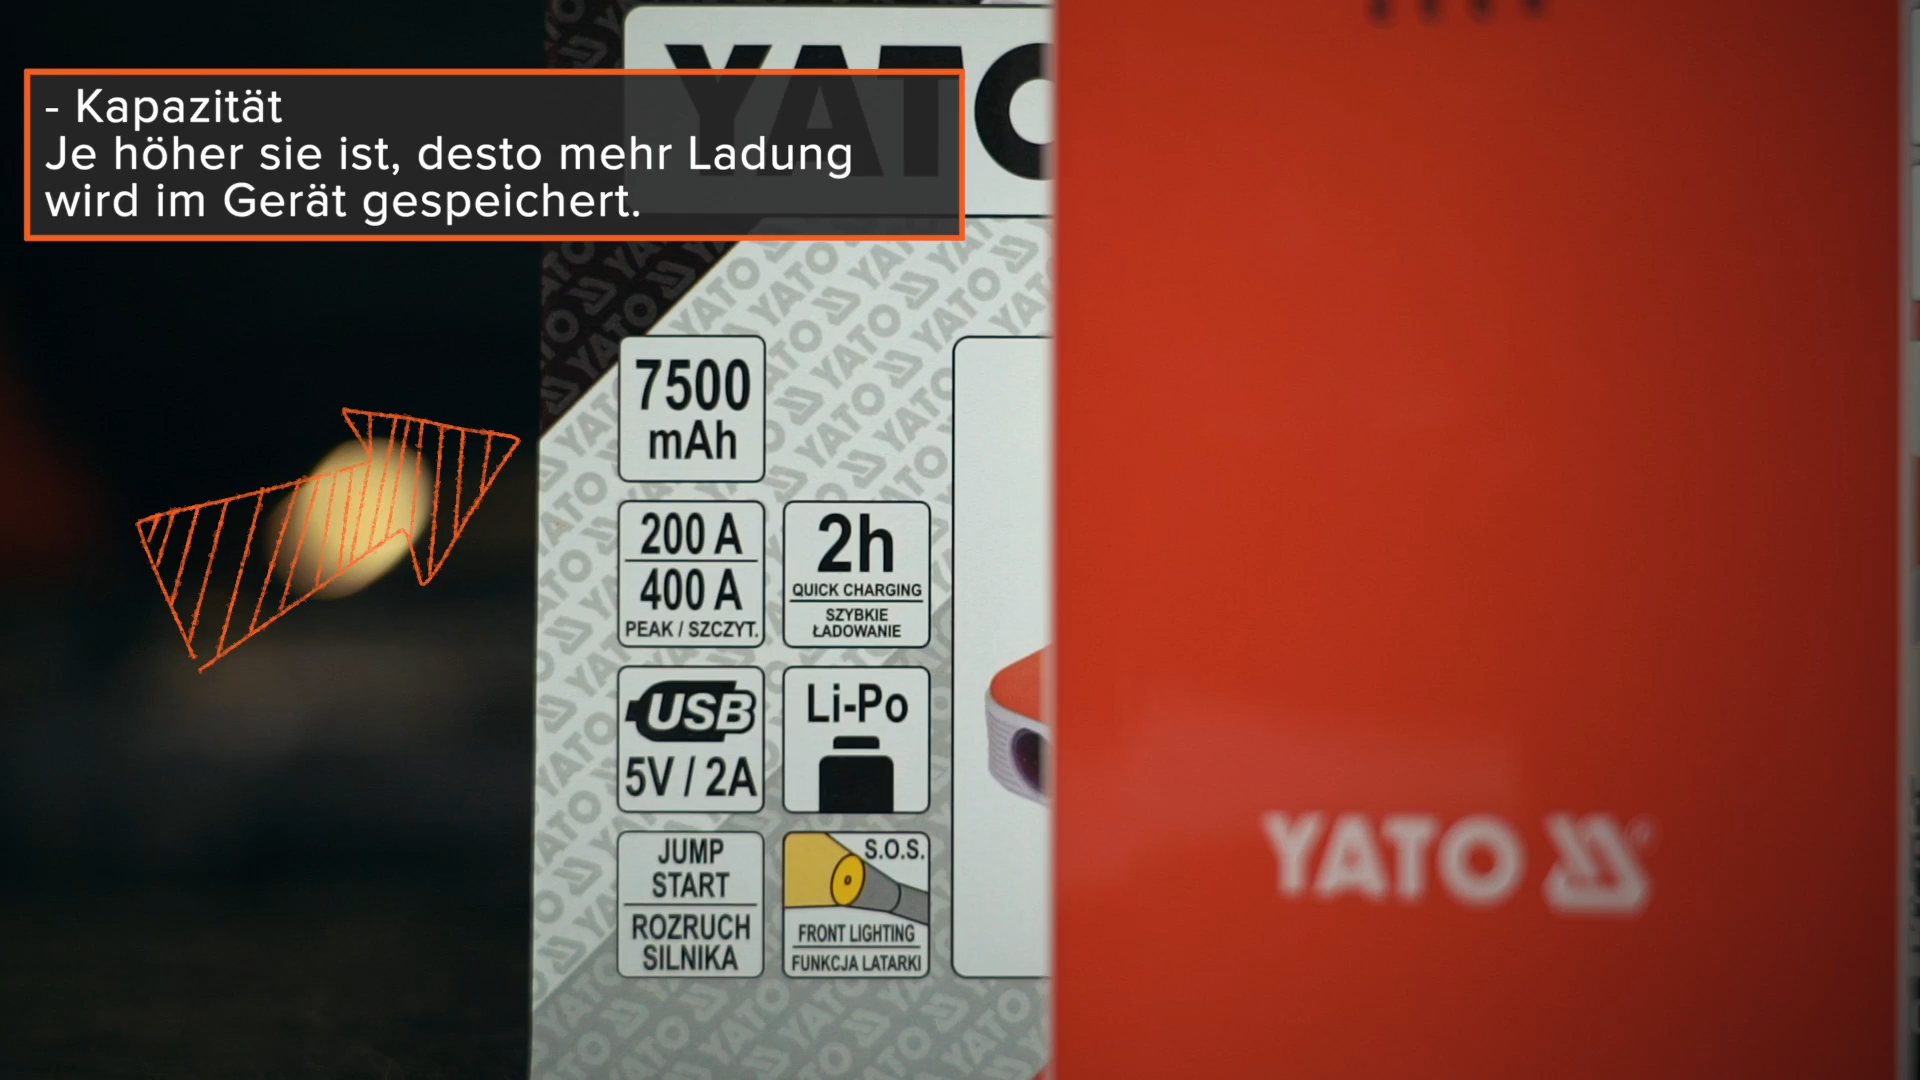 - Kapazität
Je höher sie ist, desto mehr Ladung
wird im Gerät gespeichert.
YATO
7500
mAh
200 A
400 A
PEAK / SZCZYT.
2h
QUICK CHARGING
SZYBKIE
ŁADOWANIE
USB
5V / 2A
Li-Po
JUMP
START
ROZRUCH
SILNIKA
S.O.S.
FRONT LIGHTING
FUNKCJA LATARKI
YATO